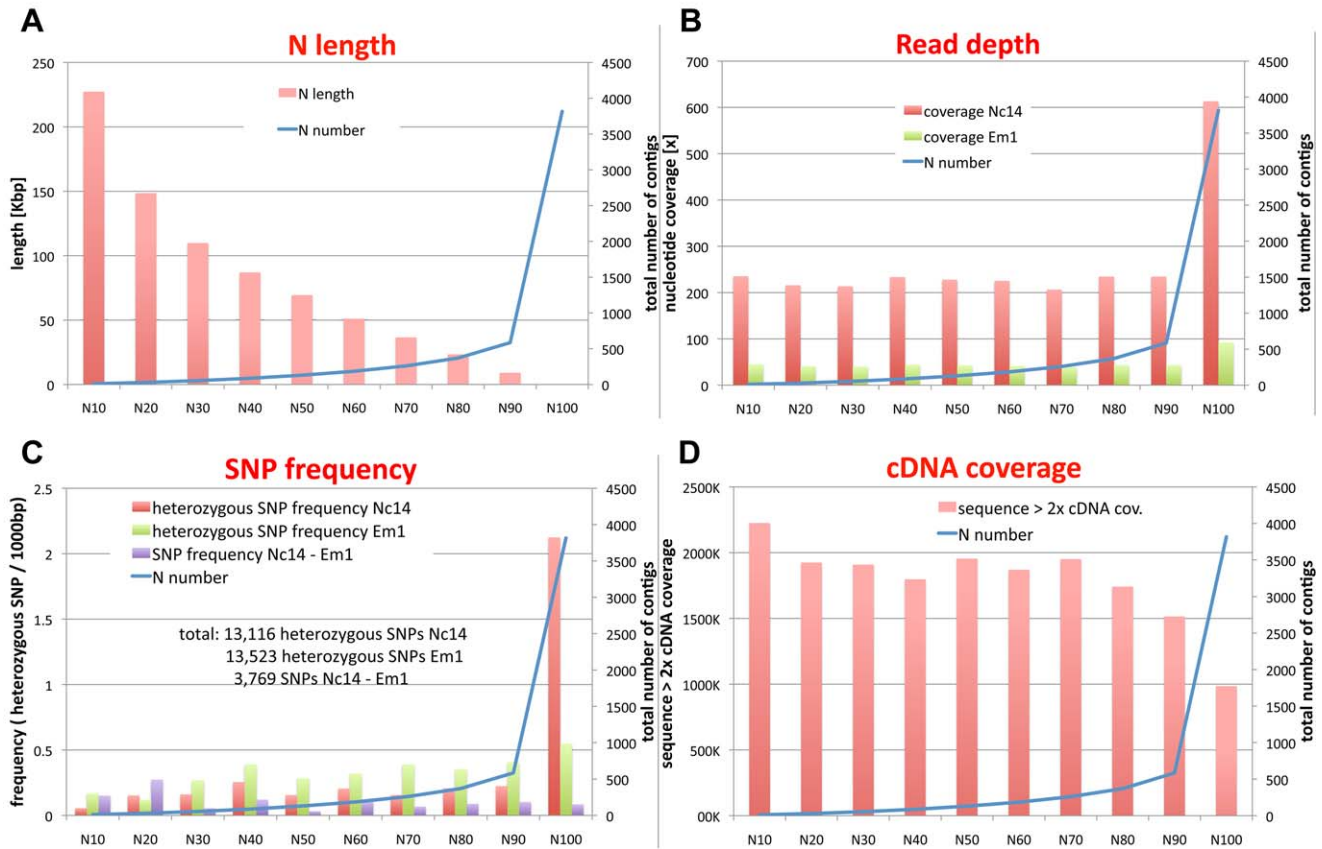 A
N length
250
200
150
100
50
0
length [Kbp]
N length
N number
4500
4000
3500
3000
2500
2000
1500
1000
500
0
total number of contigs
N10 N20 N30 N40 N50 N60 N70 N80 N90 N100
B
Read depth
700
600
500
400
300
200
100
0
nucleotide coverage [x]
coverage Nc14
coverage Em1
N number
4500
4000
3500
3000
2500
2000
1500
1000
500
0
total number of contigs
N10 N20 N30 N40 N50 N60 N70 N80 N90 N100
C
SNP frequency
2.5
2
1.5
1
0.5
0
frequency ( heterozygous SNP / 1000bp)
heterozygous SNP frequency Nc14
heterozygous SNP frequency Em1
SNP frequency Nc14 - Em1
N number
total: 13,116 heterozygous SNPs Nc14
13,523 heterozygous SNPs Em1
3,769 SNPs Nc14 - Em1
4500
4000
3500
3000
2500
2000
1500
1000
500
0
total number of contigs
N10 N20 N30 N40 N50 N60 N70 N80 N90 N100
D
cDNA coverage
2500K
2000K
1500K
1000K
500K
00K
sequence > 2x cDNA coverage
sequence > 2x cDNA cov.
N number
4500
4000
3500
3000
2500
2000
1500
1000
500
0
total number of contigs
N10 N20 N30 N40 N50 N60 N70 N80 N90 N100